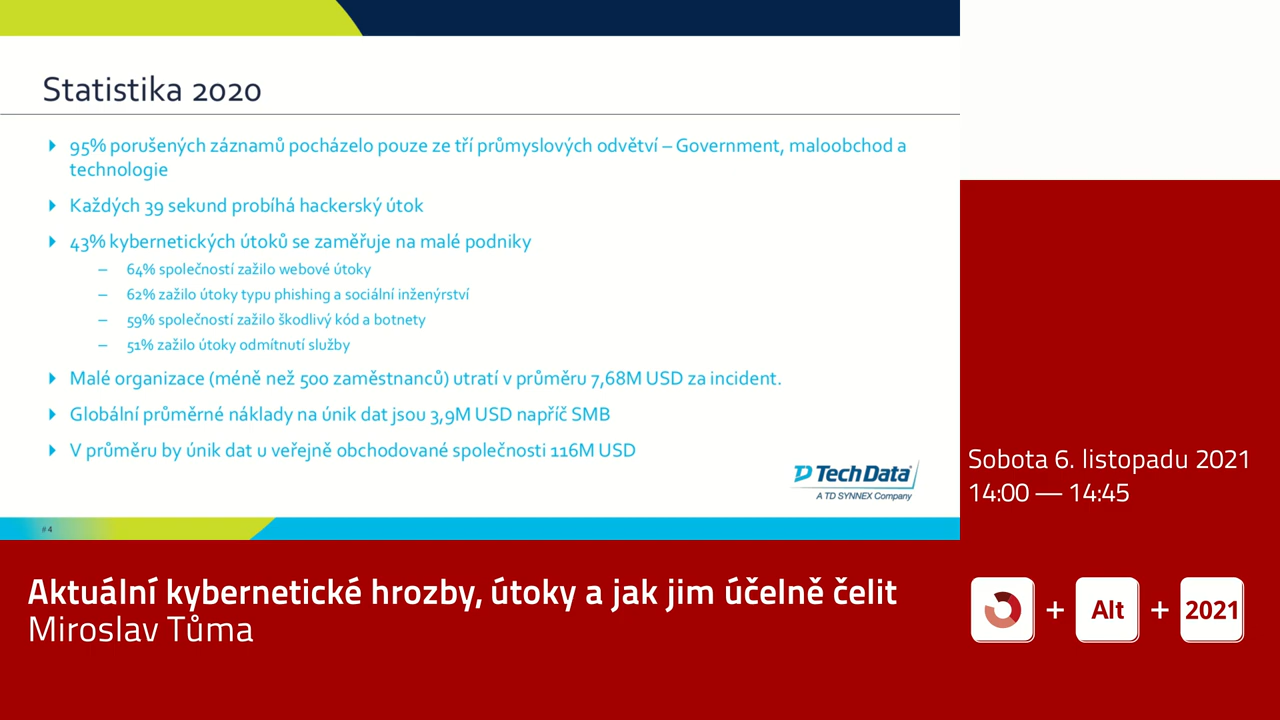 Statistika 2020
95% porušených záznamů pocházelo pouze ze tří průmyslových odvětví – Government, maloobchod a
technologie
Každých 39 sekund probíhá hackerský útok
43% kybernetických útoků se zaměřuje na malé podniky
– 64% společností zažilo webové útoky
– 62% zažilo útoky typu phishing a sociální inženýrství
– 59% společností zažilo škodlivý kód a botnety
– 51% zažilo útoky odmítnutí služby
Malé organizace (méně než 500 zaměstnanců) utratí v průměru 7,68M USD za incident.
Globální průměrné náklady na únik dat jsou 3,9M USD napříč SMB
V průměru by únik dat u veřejně obchodované společnosti 116M USD
Tech Data
A TD SYNNEX Company
#4
Sobota 6. listopadu 2021
14:00 — 14:45
Aktuální kybernetické hrozby, útoky a jak jim účelně čelit
Miroslav Tůma
+ Alt + 2021